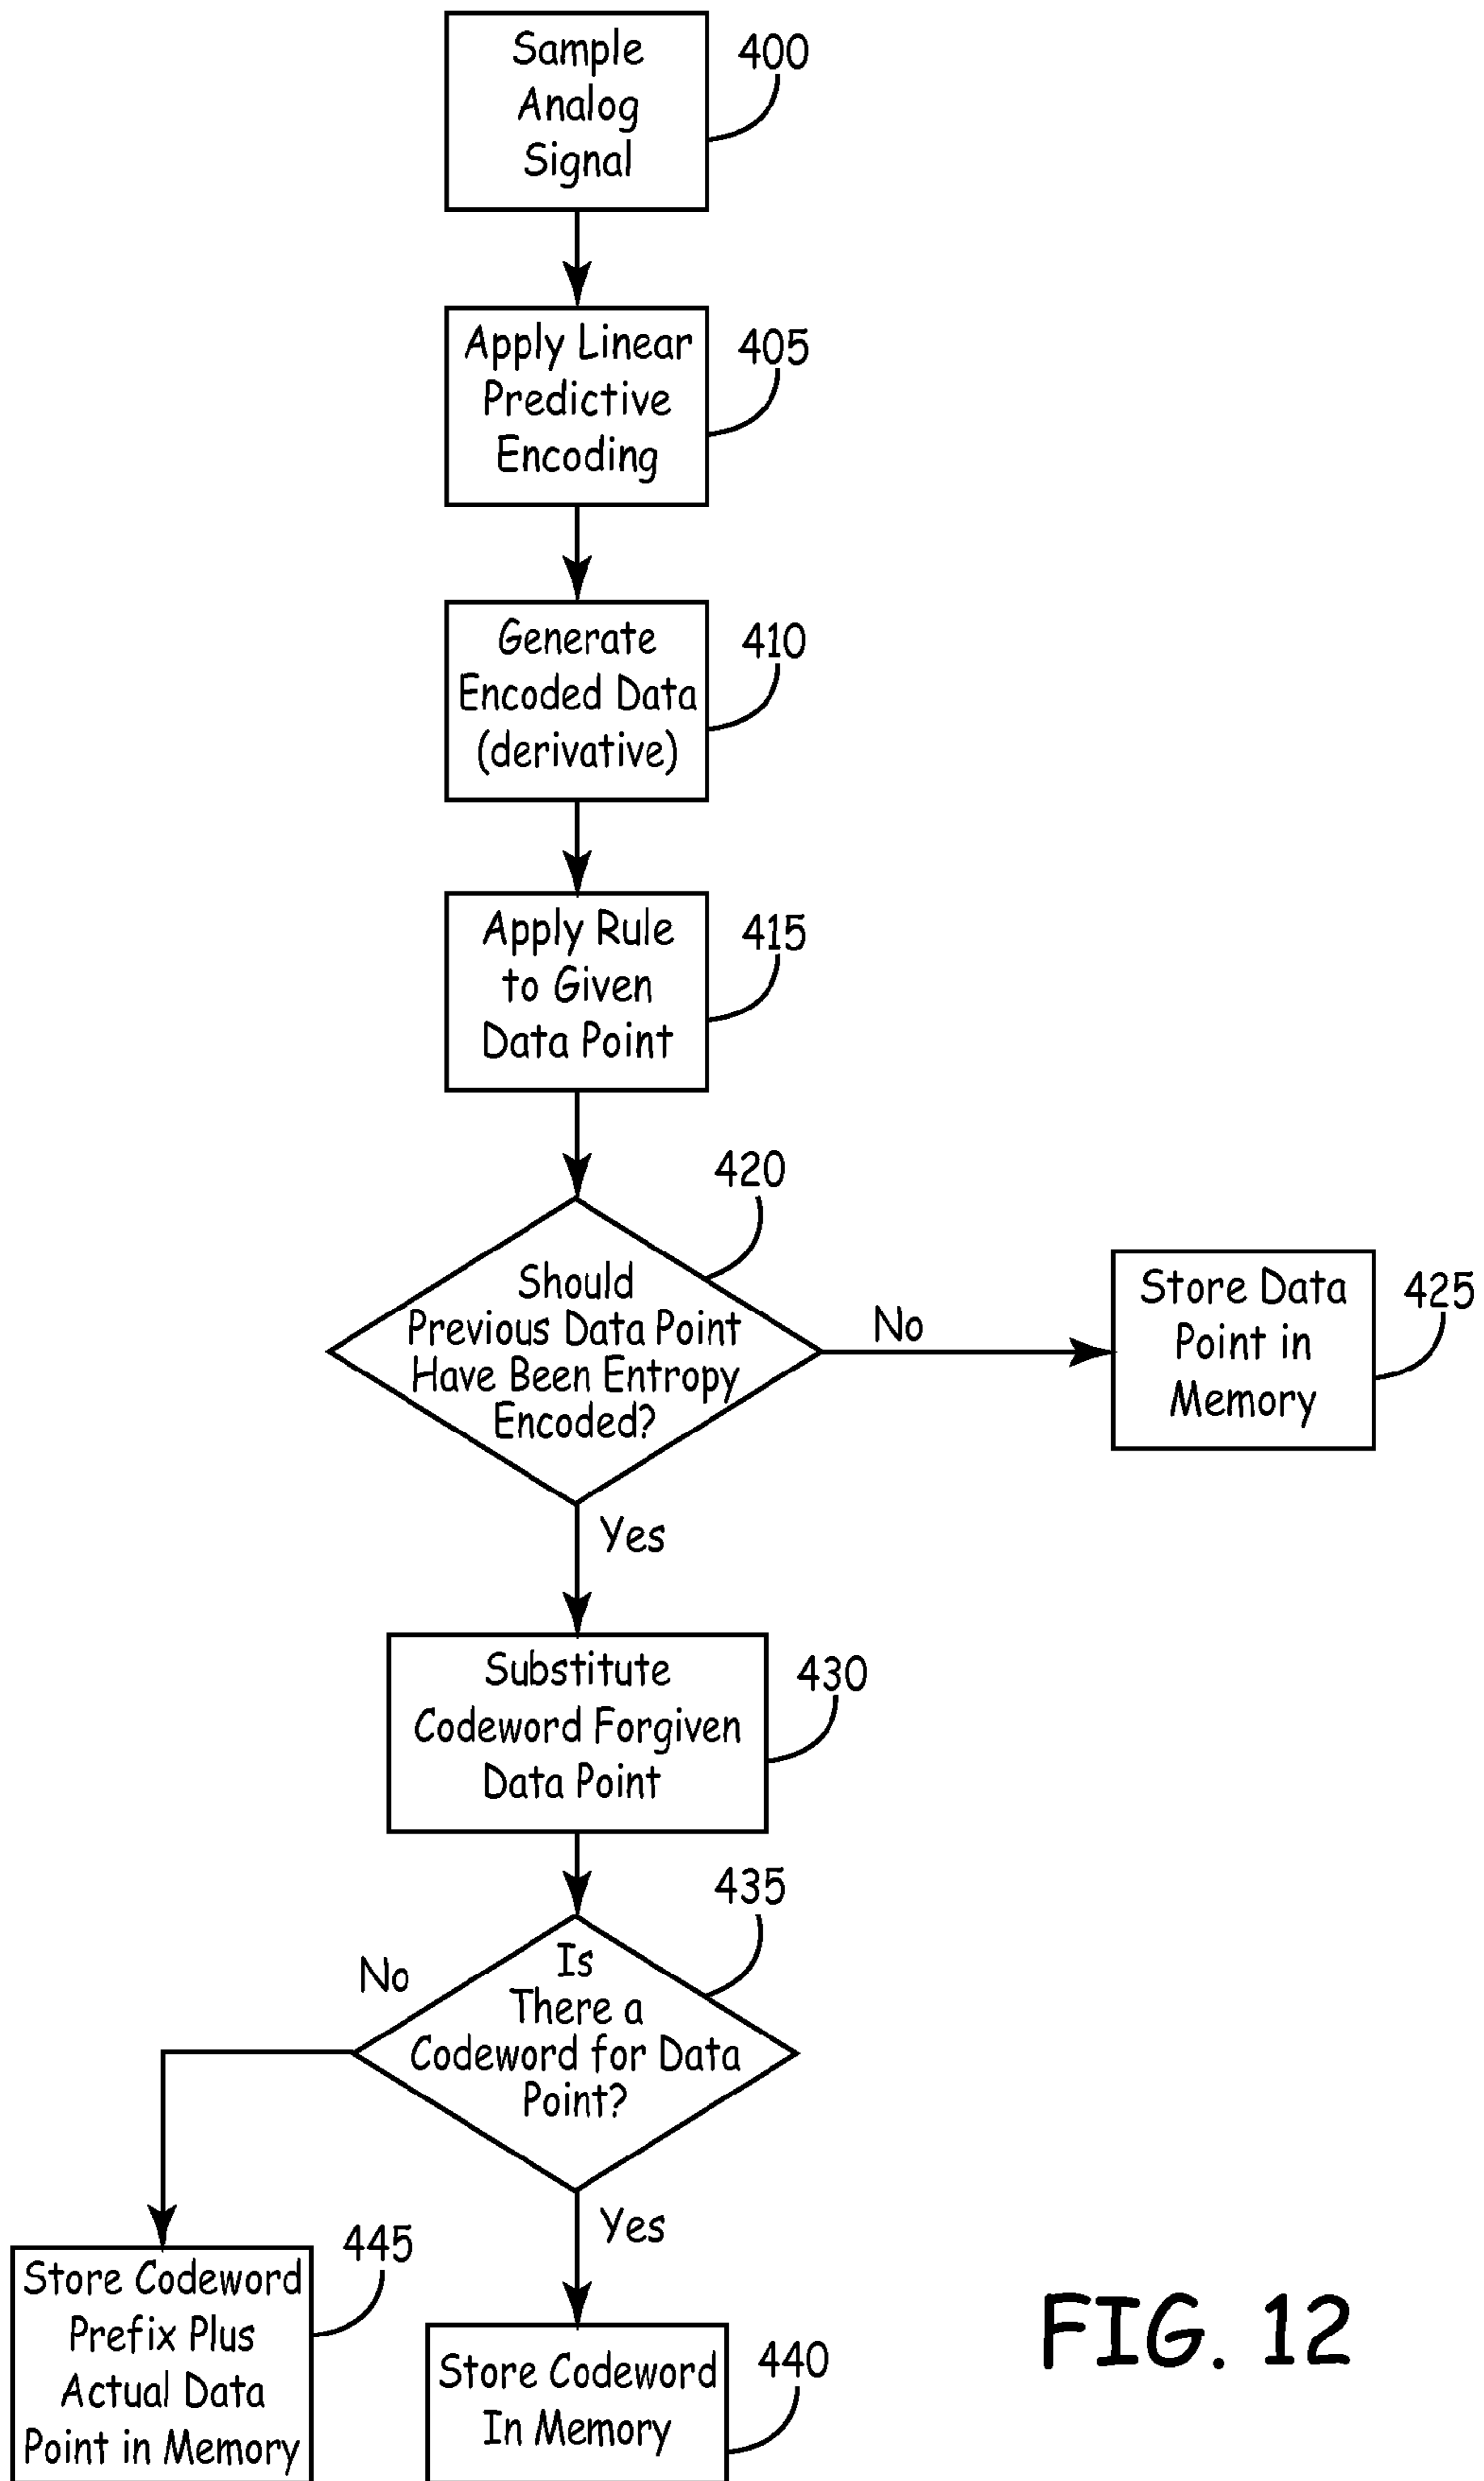 Sample
Analog
Signal
400
Apply Linear
Predictive
Encoding
405
Generate
Encoded Data
(derivative)
410
Apply Rule
to Given
Data Point
415
420
Should
Previous Data Point
Have Been Entropy
Encoded?
No
Store Data
Point in
Memory
425
Yes
Substitute
Codeword Forgiven
Data Point
430
435
Is
There a
Codeword for Data
Point?
No
Yes
Store Codeword
Prefix Plus
Actual Data
Point in Memory
445
Store Codeword
In Memory
440
FIG. 12